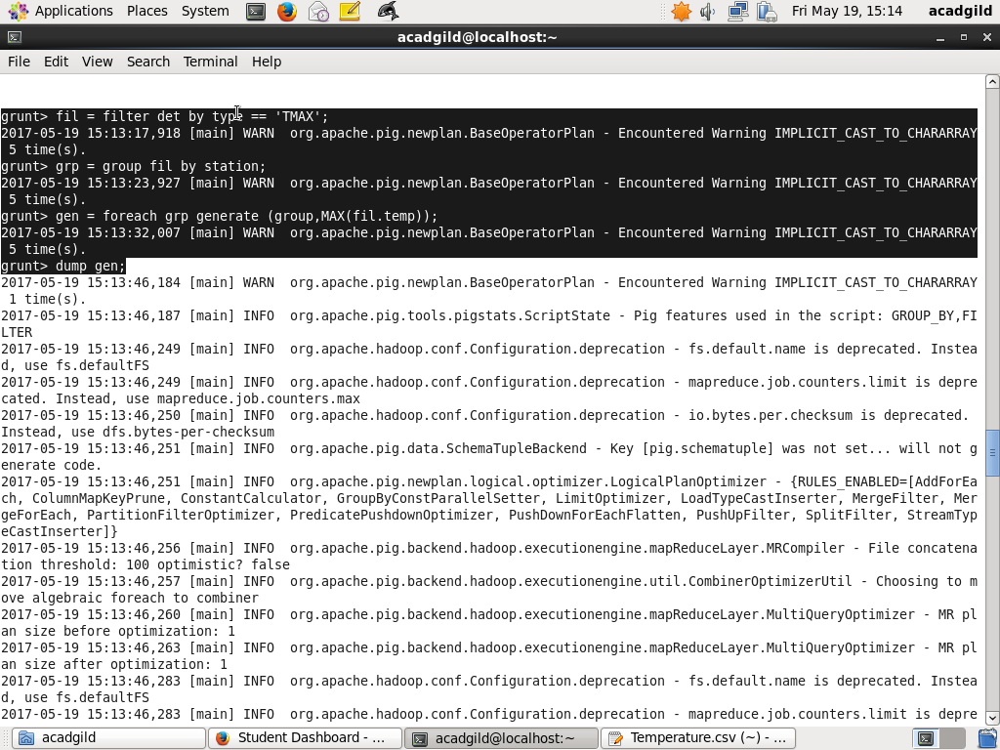 Applications Places System Fri May 19, 15:14 acadgild
acadgild@localhost:~
File Edit View Search Terminal Help
grunt> fil = filter det by type == 'TMAX';
2017-05-19 15:13:17,918 [main] WARN  org.apache.pig.newplan.BaseOperatorPlan - Encountered Warning IMPLICIT_CAST_TO_CHARARRAY
 5 time(s).
grunt> grp = group fil by station;
2017-05-19 15:13:23,927 [main] WARN  org.apache.pig.newplan.BaseOperatorPlan - Encountered Warning IMPLICIT_CAST_TO_CHARARRAY
 5 time(s).
grunt> gen = foreach grp generate (group,MAX(fil.temp));
2017-05-19 15:13:32,007 [main] WARN  org.apache.pig.newplan.BaseOperatorPlan - Encountered Warning IMPLICIT_CAST_TO_CHARARRAY
 5 time(s).
grunt> dump gen;
2017-05-19 15:13:46,184 [main] WARN  org.apache.pig.newplan.BaseOperatorPlan - Encountered Warning IMPLICIT_CAST_TO_CHARARRAY
 1 time(s).
2017-05-19 15:13:46,187 [main] INFO  org.apache.pig.tools.pigstats.ScriptState - Pig features used in the script: GROUP_BY,FI
LTER
2017-05-19 15:13:46,249 [main] INFO  org.apache.hadoop.conf.Configuration.deprecation - fs.default.name is deprecated. Instea
d, use fs.defaultFS
2017-05-19 15:13:46,249 [main] INFO  org.apache.hadoop.conf.Configuration.deprecation - mapreduce.job.counters.limit is depre
cated. Instead, use mapreduce.job.counters.max
2017-05-19 15:13:46,250 [main] INFO  org.apache.hadoop.conf.Configuration.deprecation - io.bytes.per.checksum is deprecated.
Instead, use dfs.bytes-per-checksum
2017-05-19 15:13:46,251 [main] INFO  org.apache.pig.data.SchemaTupleBackend - Key [pig.schematuple] was not set... will not g
enerate code.
2017-05-19 15:13:46,251 [main] INFO  org.apache.pig.newplan.logical.optimizer.LogicalPlanOptimizer - {RULES_ENABLED=[AddForEa
ch, ColumnMapKeyPrune, ConstantCalculator, GroupByConstParallelSetter, LimitOptimizer, LoadTypeCastInserter, MergeFilter, Mer
geForEach, PartitionFilterOptimizer, PredicatePushdownOptimizer, PushDownForEachFlatten, PushUpFilter, SplitFilter, StreamTyp
eCastInserter]}
2017-05-19 15:13:46,256 [main] INFO  org.apache.pig.backend.hadoop.executionengine.mapReduceLayer.MRCompiler - File concatena
tion threshold: 100 optimistic? false
2017-05-19 15:13:46,257 [main] INFO  org.apache.pig.backend.hadoop.executionengine.util.CombinerOptimizerUtil - Choosing to m
ove algebraic foreach to combiner
2017-05-19 15:13:46,260 [main] INFO  org.apache.pig.backend.hadoop.executionengine.mapReduceLayer.MultiQueryOptimizer - MR pl
an size before optimization: 1
2017-05-19 15:13:46,263 [main] INFO  org.apache.pig.backend.hadoop.executionengine.mapReduceLayer.MultiQueryOptimizer - MR pl
an size after optimization: 1
2017-05-19 15:13:46,283 [main] INFO  org.apache.hadoop.conf.Configuration.deprecation - fs.default.name is deprecated. Instea
d, use fs.defaultFS
2017-05-19 15:13:46,283 [main] INFO  org.apache.hadoop.conf.Configuration.deprecation - mapreduce.job.counters.limit is depre
acadgild Student Dashboard - ... acadgild@localhost:~ Temperature.csv (~) - ...